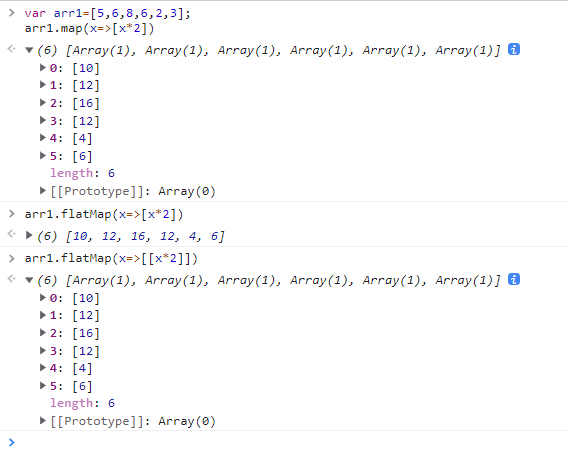 var arr1=[5,6,8,6,2,3];
arr1.map(x=>[x*2])
(6) [Array(1), Array(1), Array(1), Array(1), Array(1), Array(1)] i
0: [10]
1: [12]
2: [16]
3: [12]
4: [4]
5: [6]
length: 6
[[Prototype]]: Array(0)
arr1.flatMap(x=>[x*2])
(6) [10, 12, 16, 12, 4, 6]
arr1.flatMap(x=>[[x*2]])
(6) [Array(1), Array(1), Array(1), Array(1), Array(1), Array(1)] i
0: [10]
1: [12]
2: [16]
3: [12]
4: [4]
5: [6]
length: 6
[[Prototype]]: Array(0)